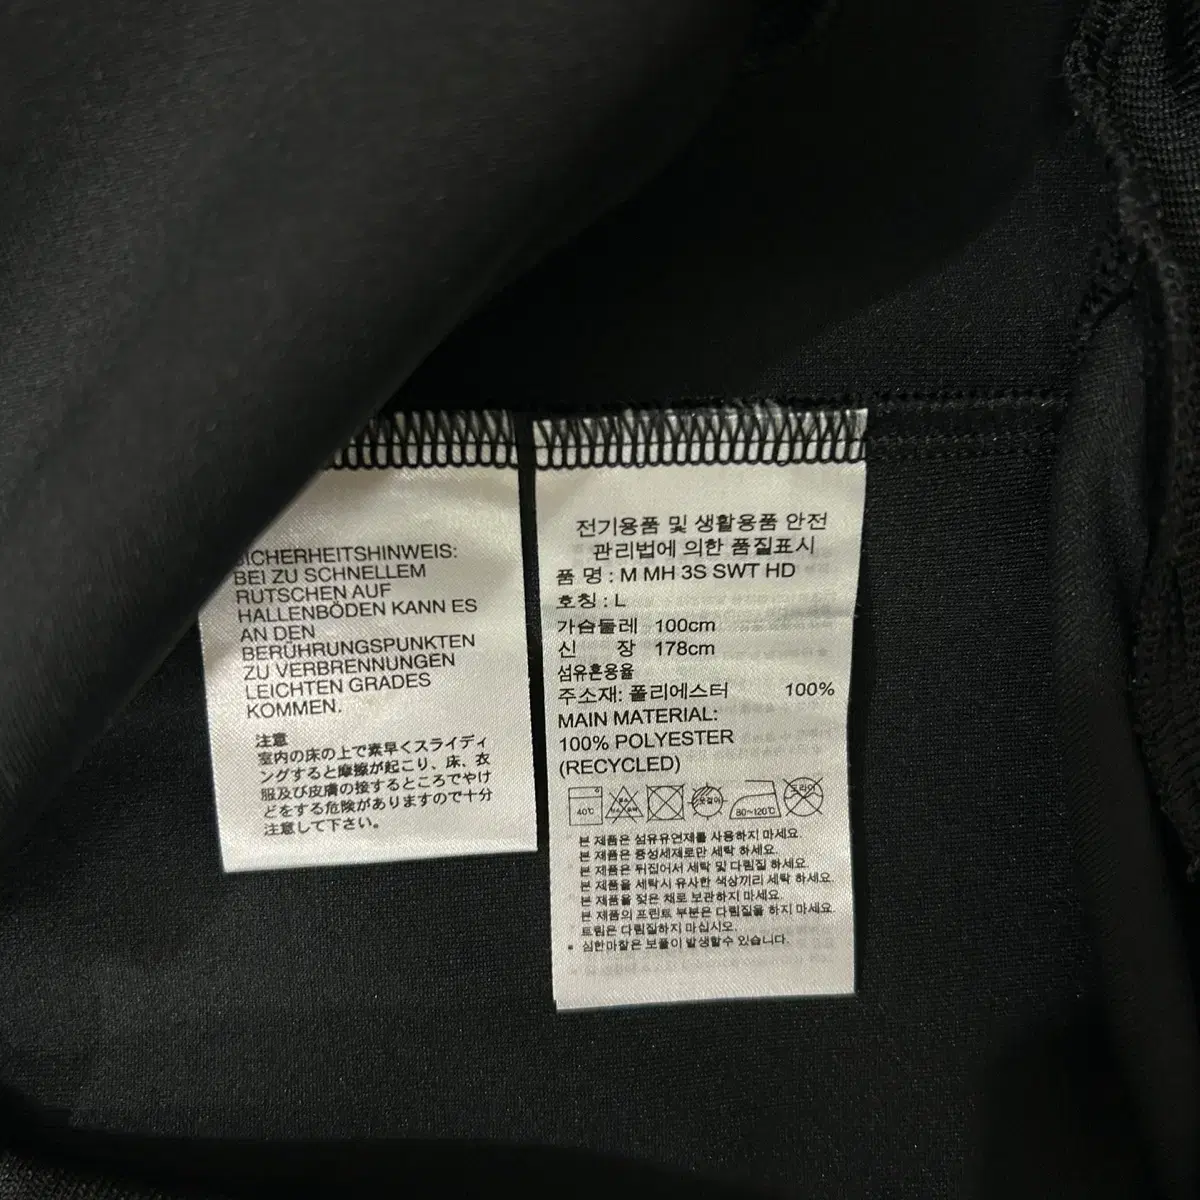 SICHERHEITSHINWEIS:
BEI ZU SCHNELLEM
RUTSCHEN AUF
HALLENBÖDEN KANN ES
AN DEN
BERÜHRUNGSPUNKTEN
ZU VERBRENNUNGEN
LEICHTEN GRADES
KOMMEN.
注意
室内の床の上で素早くスライディ
ングすると摩擦が起こり、床、衣
服及び皮膚の接するところでやけ
どをする危険がありますので十分
注意して下さい。
전기용품 및 생활용품 안전
관리법에 의한 품질표시
품 명 : M MH 3S SWT HD
호칭 : L
가슴둘레 100cm
신 장 178cm
섬유혼용율
주소재: 폴리에스터 100%
MAIN MATERIAL:
100% POLYESTER
(RECYCLED)
40℃ 80~120℃ 드라이
본 제품은 섬유유연제를 사용하지 마세요.
본 제품은 중성세제로만 세탁 하세요.
본 제품은 뒤집어서 세탁 및 다림질 하세요.
본 제품을 세탁시 유사한 색상끼리 세탁 하세요.
본 제품을 젖은 채로 보관하지 마세요.
본 제품의 프린트 부분은 다림질을 하지 마세요.
트림은 다림질하지 마십시오.
* 심한마찰은 보풀이 발생할수 있습니다.